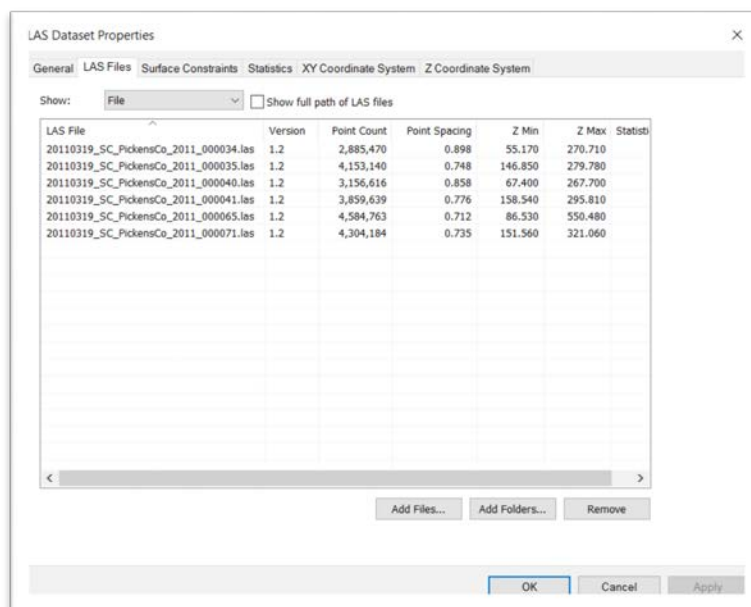 LAS Dataset Properties
General LAS Files Surface Constraints Statistics XY Coordinate System Z Coordinate System
Show: File Show full path of LAS files
LAS File Version Point Count Point Spacing Z Min Z Max Statisti
20110319_SC_PickensCo_2011_000034.las 1.2 2,885,470 0.898 55.170 270.710
20110319_SC_PickensCo_2011_000035.las 1.2 4,153,140 0.748 146.850 279.780
20110319_SC_PickensCo_2011_000040.las 1.2 3,156,616 0.858 67.400 267.700
20110319_SC_PickensCo_2011_000041.las 1.2 3,859,639 0.776 158.540 295.810
20110319_SC_PickensCo_2011_000065.las 1.2 4,584,763 0.712 86.530 550.480
20110319_SC_PickensCo_2011_000071.las 1.2 4,304,184 0.735 151.560 321.060
Add Files... Add Folders... Remove
OK Cancel Apply